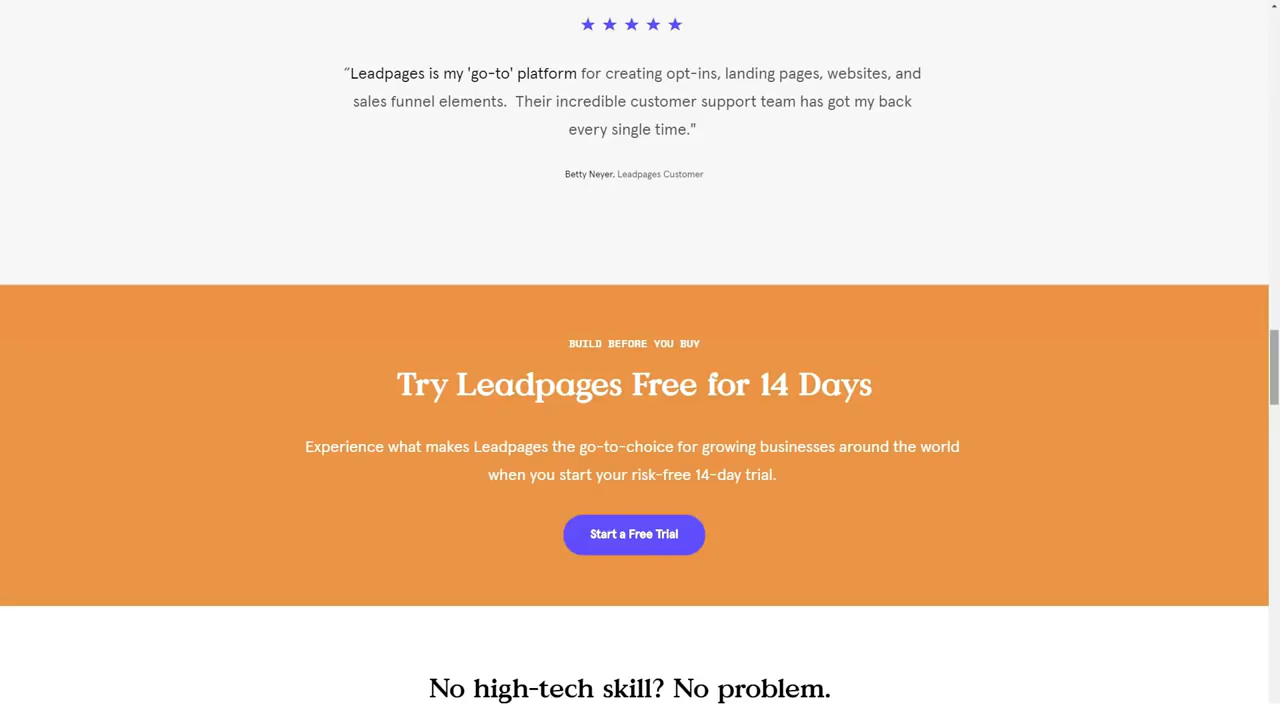 “Leadpages is my 'go-to' platform for creating opt-ins, landing pages, websites, and
sales funnel elements.  Their incredible customer support team has got my back
every single time."
Betty Neyer. Leadpages Customer
BUILD BEFORE YOU BUY
Try Leadpages Free for 14 Days
Experience what makes Leadpages the go-to-choice for growing businesses around the world
when you start your risk-free 14-day trial.
Start a Free Trial
No high-tech skill? No problem.